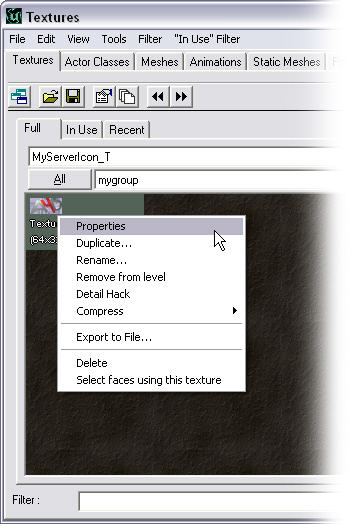 Textures
File Edit View Tools Filter "In Use" Filter
Textures Actor Classes Meshes Animations Static Meshes
Full In Use Recent
MyServerIcon_T
All mygroup
Properties
Duplicate...
Rename...
Remove from level
Detail Hack
Compress
Export to File...
Delete
Select faces using this texture
Filter :